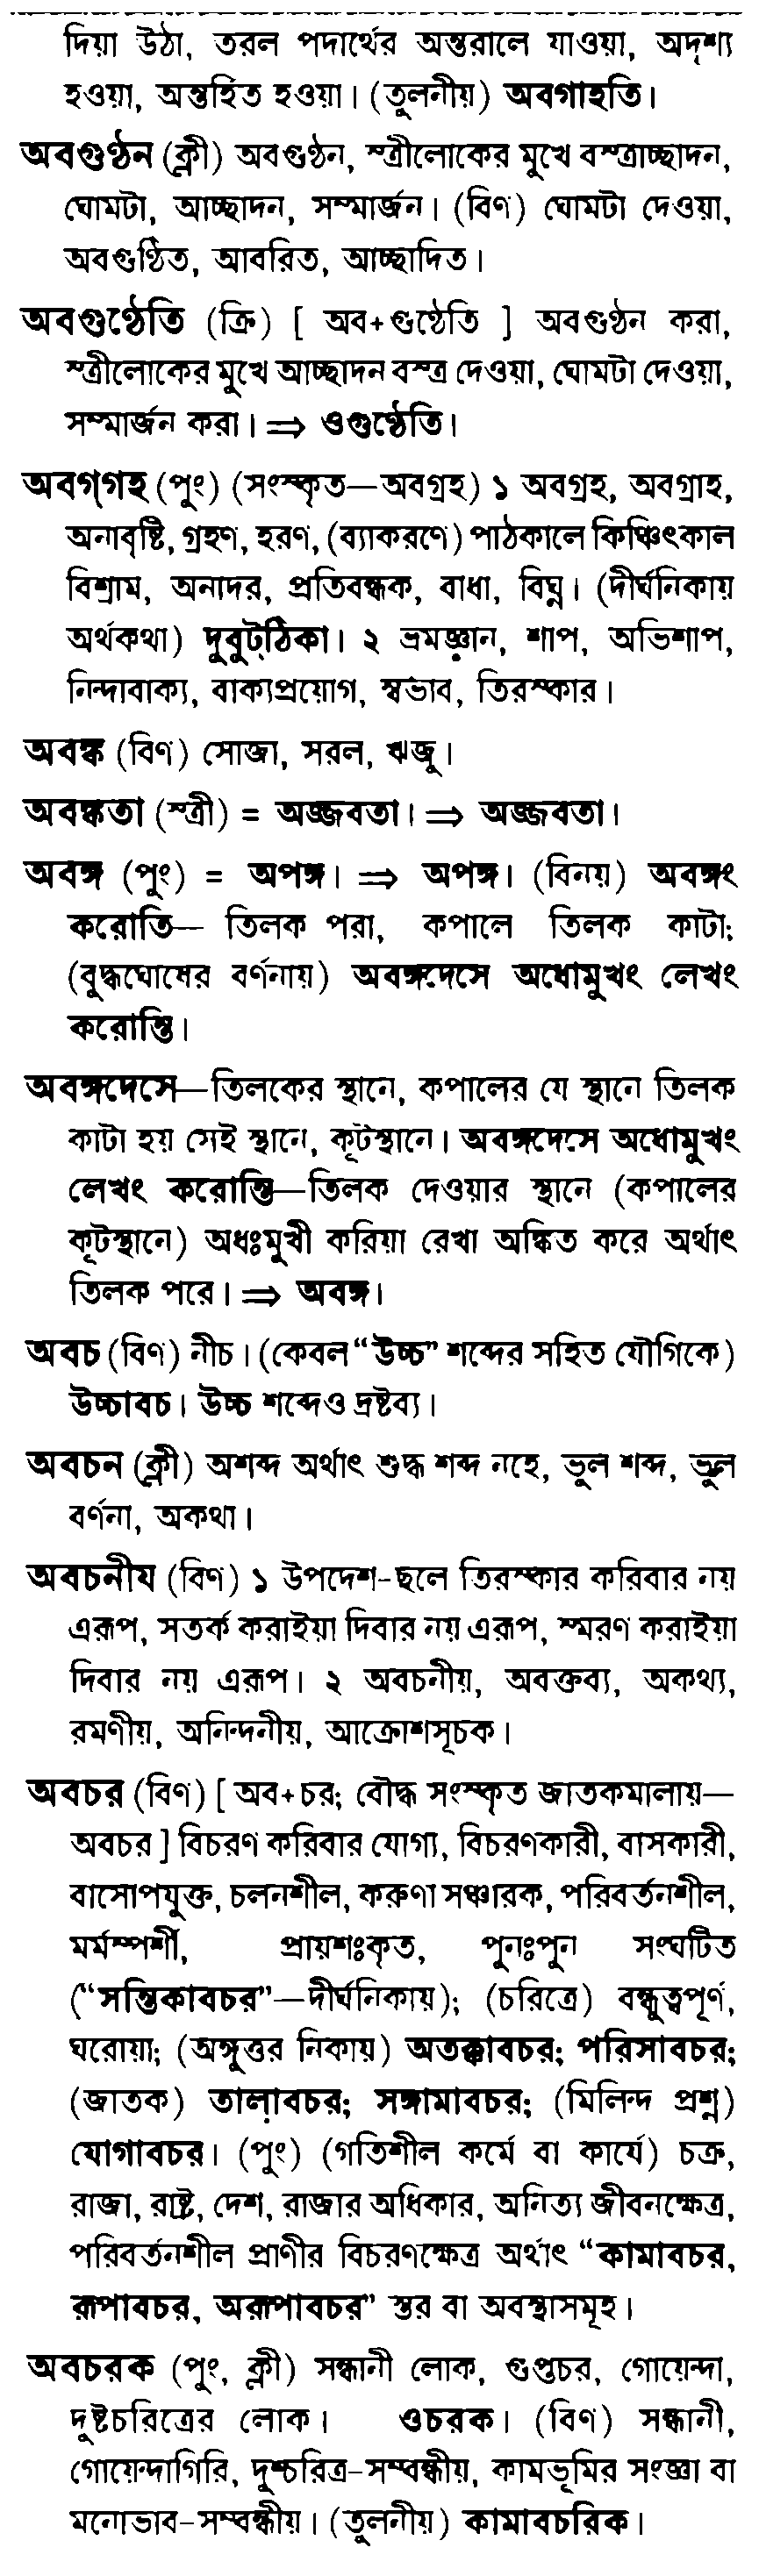 দিয়া উঠা, তরল পদার্থের অন্তরালে যাওয়া, অদৃশ্য
হওয়া, অন্তর্হিত হওয়া। (তুলনীয়) অবগাহতি।
অবগুণ্ঠন (ক্লী) অবগুণ্ঠন, স্ত্রীলোকের মুখে বস্ত্রাচ্ছাদন,
ঘোমটা, আচ্ছাদন, সম্মার্জন। (বিণ) ঘোমটা দেওয়া,
অবগুণ্ঠিত, আবরিত, আচ্ছাদিত।
অবগুণ্ঠেতি (ক্রি) [ অব+গুণ্ঠেতি ] অবগুণ্ঠন করা,
স্ত্রীলোকের মুখে আচ্ছাদন বস্ত্র দেওয়া, ঘোমটা দেওয়া,
সম্মার্জন করা। ⇒ ওগুণ্ঠেতি।
অবগ্গহ (পুং) (সংস্কৃত—অবগ্রহ) ১ অবগ্রহ, অবগ্রাহ,
অনাবৃষ্টি, গ্রহণ, হরণ, (ব্যাকরণে) পাঠকালে কিঞ্চিৎকাল
বিশ্রাম, অনাদর, প্রতিবন্ধক, বাধা, বিঘ্ন। (দীর্ঘনিকায়
অর্থকথা) দুবুট্ঠিকা। ২ ভ্রমজ্ঞান, শাপ, অভিশাপ,
নিন্দাবাক্য, বাক্যপ্রয়োগ, স্বভাব, তিরস্কার।
অবঙ্ক (বিণ) সোজা, সরল, ঋজু।
অবঙ্কতা (স্ত্রী) = অজ্জবতা। ⇒ অজ্জবতা।
অবঙ্গ (পুং) = অপঙ্গ। ⇒ অপঙ্গ। (বিনয়) অবঙ্গং
করোতি— তিলক পরা, কপালে তিলক কাটা;
(বুদ্ধঘোষের বর্ণনায়) অবঙ্গদেসে অধোমুখং লেখং
করোন্তি।
অবঙ্গদেসে—তিলকের স্থানে, কপালের যে স্থানে তিলক
কাটা হয় সেই স্থানে, কূটস্থানে। অবঙ্গদেসে অধোমুখং
লেখং করোন্তি—তিলক দেওয়ার স্থানে (কপালের
কূটস্থানে) অধঃমুখী করিয়া রেখা অঙ্কিত করে অর্থাৎ
তিলক পরে। ⇒ অবঙ্গ।
অবচ (বিণ) নীচ। (কেবল “উচ্চ” শব্দের সহিত যৌগিকে)
উচ্চাবচ। উচ্চ শব্দেও দ্রষ্টব্য।
অবচন (ক্লী) অশব্দ অর্থাৎ শুদ্ধ শব্দ নহে, ভুল শব্দ, ভুল
বর্ণনা, অকথা।
অবচনীয (বিণ) ১ উপদেশ-ছলে তিরস্কার করিবার নয়
এরূপ, সতর্ক করাইয়া দিবার নয় এরূপ, স্মরণ করাইয়া
দিবার নয় এরূপ। ২ অবচনীয়, অবক্তব্য, অকথ্য,
রমণীয়, অনিন্দনীয়, আক্রোশসূচক।
অবচর (বিণ) [ অব+চর; বৌদ্ধ সংস্কৃত জাতকমালায়—
অবচর ] বিচরণ করিবার যোগ্য, বিচরণকারী, বাসকারী,
বাসোপযুক্ত, চলনশীল, করুণা সঞ্চারক, পরিবর্তনশীল,
মর্মস্পর্শী, প্রায়শঃকৃত, পুনঃপুন সংঘটিত
(“সন্তিকাবচর”—দীর্ঘনিকায়); (চরিত্রে) বন্ধুত্বপূর্ণ,
ঘরোয়া; (অঙ্গুত্তর নিকায়) অতক্কাবচর; পরিসাবচর;
(জাতক) তালাবচর; সঙ্গামাবচর; (মিলিন্দ প্রশ্ন)
যোগাবচর। (পুং) (গতিশীল কর্মে বা কার্যে) চক্র,
রাজা, রাষ্ট্র, দেশ, রাজার অধিকার, অনিত্য জীবনক্ষেত্র,
পরিবর্তনশীল প্রাণীর বিচরণক্ষেত্র অর্থাৎ “কামাবচর,
রূপাবচর, অরূপাবচর” স্তর বা অবস্থাসমূহ।
অবচরক (পুং, ক্লী) সন্ধানী লোক, গুপ্তচর, গোয়েন্দা,
দুষ্টচরিত্রের লোক। ওচরক। (বিণ) সন্ধানী,
গোয়েন্দাগিরি, দুশ্চরিত্র-সম্বন্ধীয়, কামভূমির সংজ্ঞা বা
মনোভাব-সম্বন্ধীয়। (তুলনীয়) কামাবচরিক।